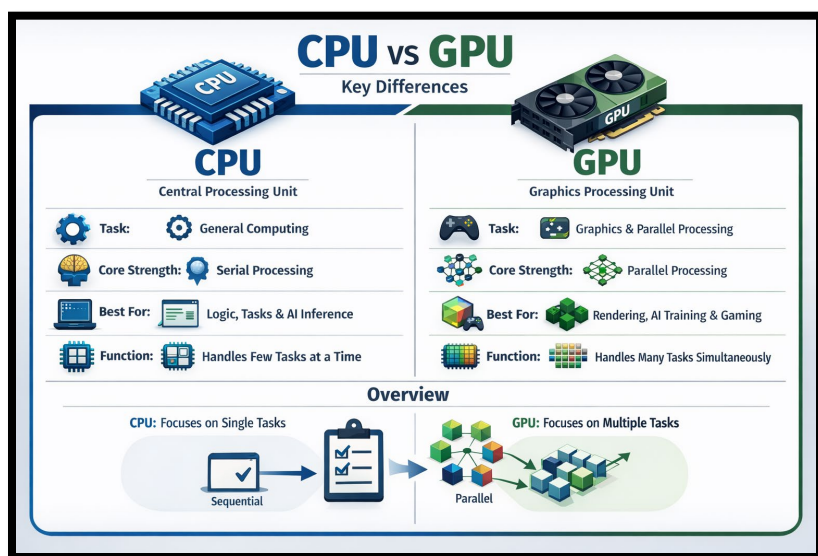 CPU vs GPU
Key Differences
CPU
GPU
CPU
Central Processing Unit
Task: General Computing
Core Strength: Serial Processing
Best For: Logic, Tasks & AI Inference
Function: Handles Few Tasks at a Time
GPU
Graphics Processing Unit
Task: Graphics & Parallel Processing
Core Strength: Parallel Processing
Best For: Rendering, AI Training & Gaming
Function: Handles Many Tasks Simultaneously
Overview
CPU: Focuses on Single Tasks
Sequential
GPU: Focuses on Multiple Tasks
Parallel